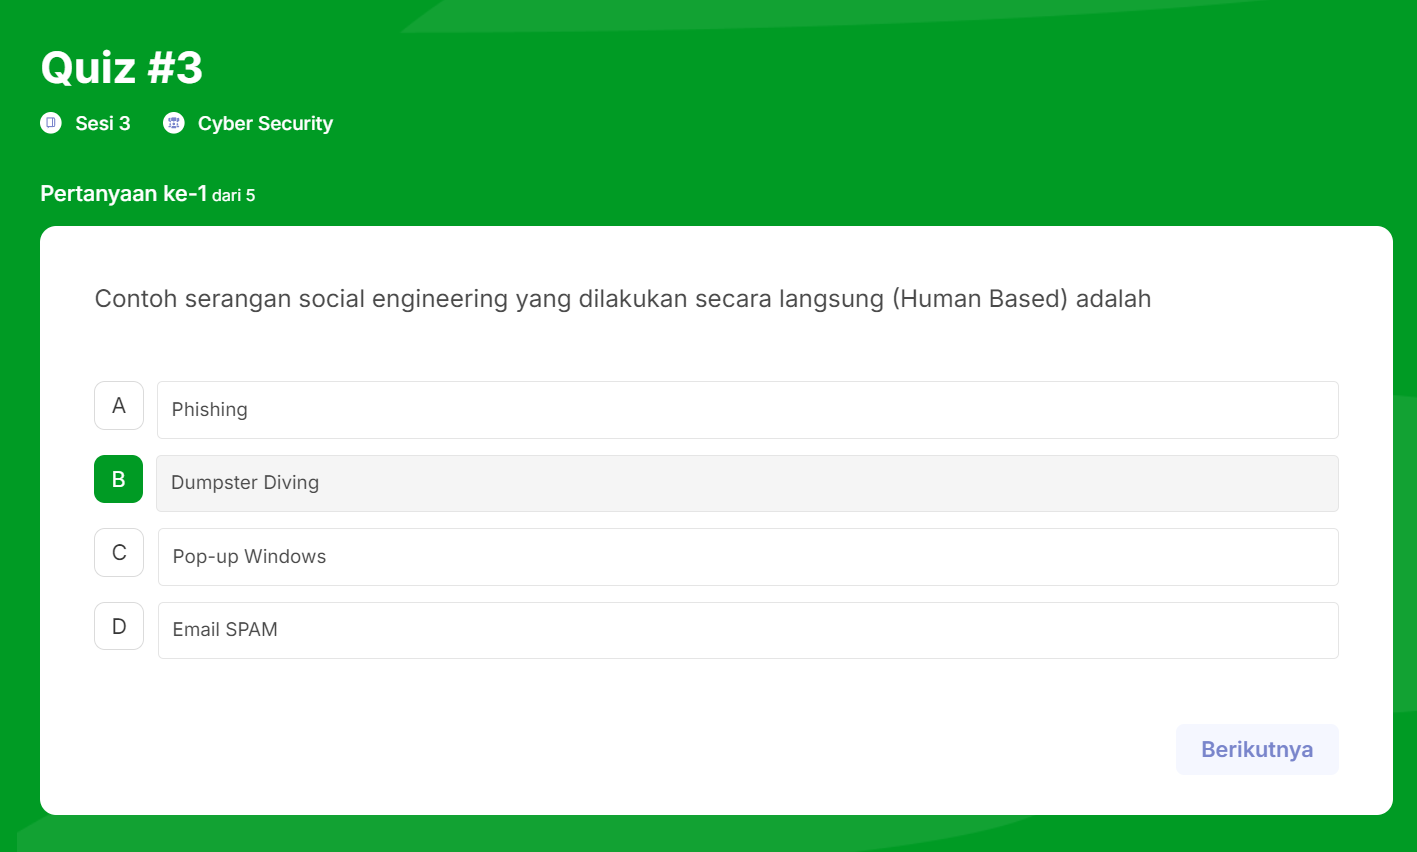 Quiz #3
Sesi 3 Cyber Security
Pertanyaan ke-1 dari 5
Contoh serangan social engineering yang dilakukan secara langsung (Human Based) adalah
A Phishing
B Dumpster Diving
C Pop-up Windows
D Email SPAM
Berikutnya